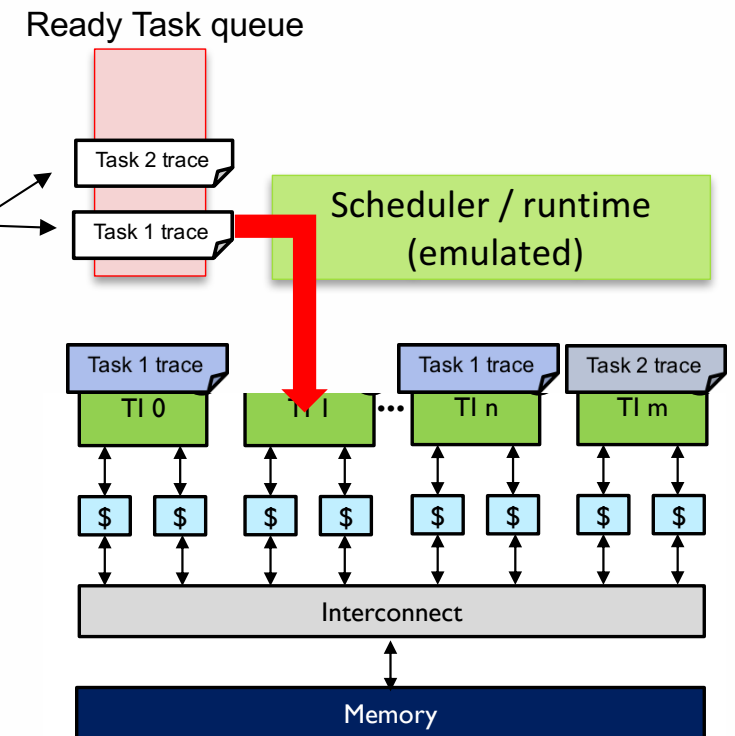 Ready Task queue
Task 2 trace
Task 1 trace
Scheduler / runtime
(emulated)
Task 1 trace
Task 1 trace
Task 2 trace
TI 0
...
TI n
TI m
$ $ $ $ $ $ $ $
Interconnect
Memory